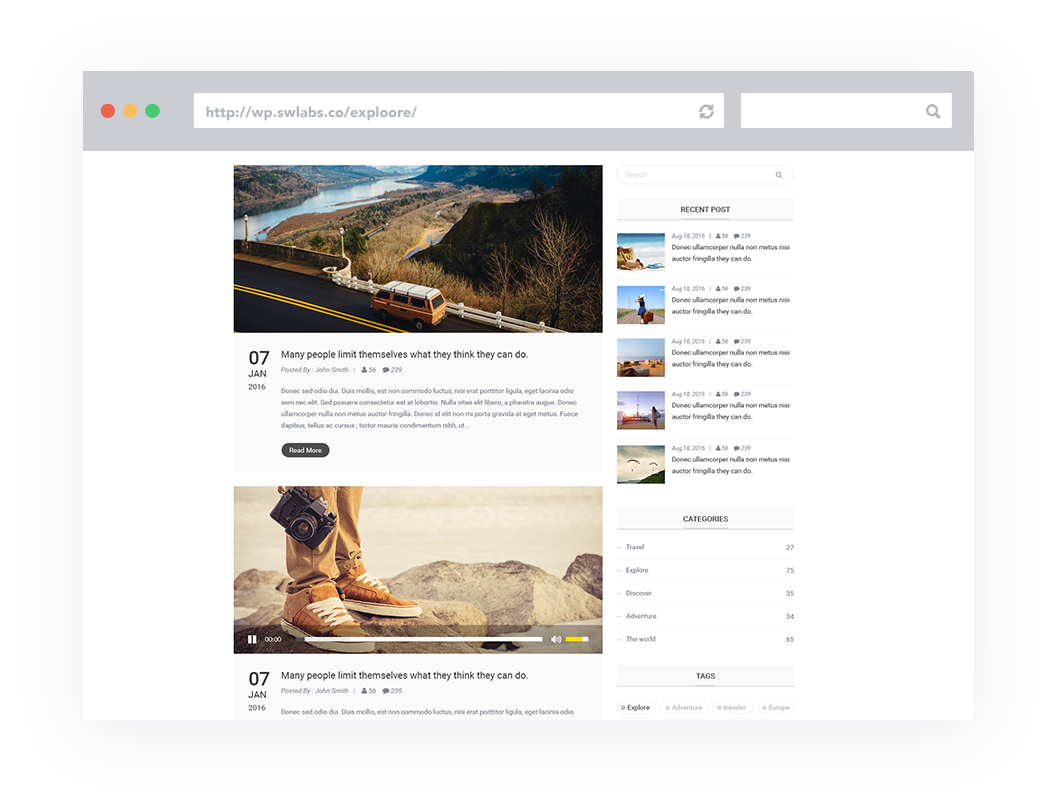 http://wp.swlabs.co/exploore/
07
JAN
2016
Many people limit themselves what they think they can do.
Posted By : John Smith | 56 239
Donec sed odio dui. Duis mollis, est non commodo luctus, nisi erat porttitor ligula, eget lacinia odio
sem nec elit. Sed posuere consectetur est at lobortis. Nulla vitae elit libero, a pharetra augue. Donec
ullamcorper nulla non metus auctor fringilla. Donec id elit non mi porta gravida at eget metus. Fusce
dapibus, tellus ac cursus , tortor mauris condimentum nibh, ut...
Read More
00:00
07
JAN
2016
Many people limit themselves what they think they can do.
Posted By : John Smith | 56 239
Donec sed odio dui. Duis mollis, est non commodo luctus, nisi erat porttitor ligula, eget lacinia odio
Search...
RECENT POST
Aug 18, 2016 | 56 239
Donec ullamcorper nulla non metus nisi
auctor fringilla they can do.
Aug 18, 2016 | 56 239
Donec ullamcorper nulla non metus nisi
auctor fringilla they can do.
Aug 18, 2016 | 56 239
Donec ullamcorper nulla non metus nisi
auctor fringilla they can do.
Aug 18, 2016 | 56 239
Donec ullamcorper nulla non metus nisi
auctor fringilla they can do.
Aug 18, 2016 | 56 239
Donec ullamcorper nulla non metus nisi
auctor fringilla they can do.
CATEGORIES
Travel 27
Explore 75
Discover 35
Adventure 34
The world 65
TAGS
Explore Adventure traveler Europe